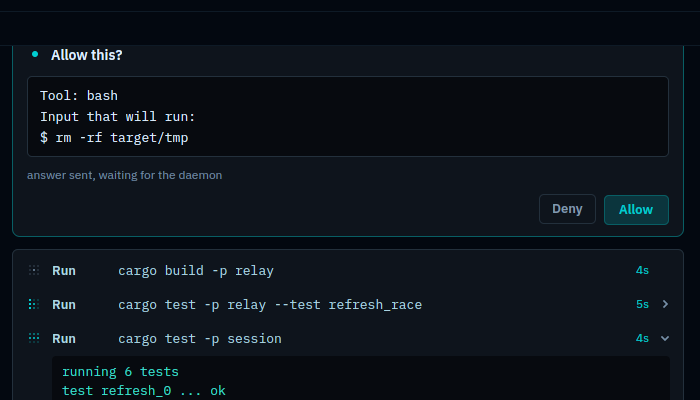 Allow this?
Tool: bash
Input that will run:
$ rm -rf target/tmp
answer sent, waiting for the daemon
Deny Allow
Run cargo build -p relay 4s
Run cargo test -p relay --test refresh_race 5s
Run cargo test -p session 4s
running 6 tests
test refresh_0 ... ok